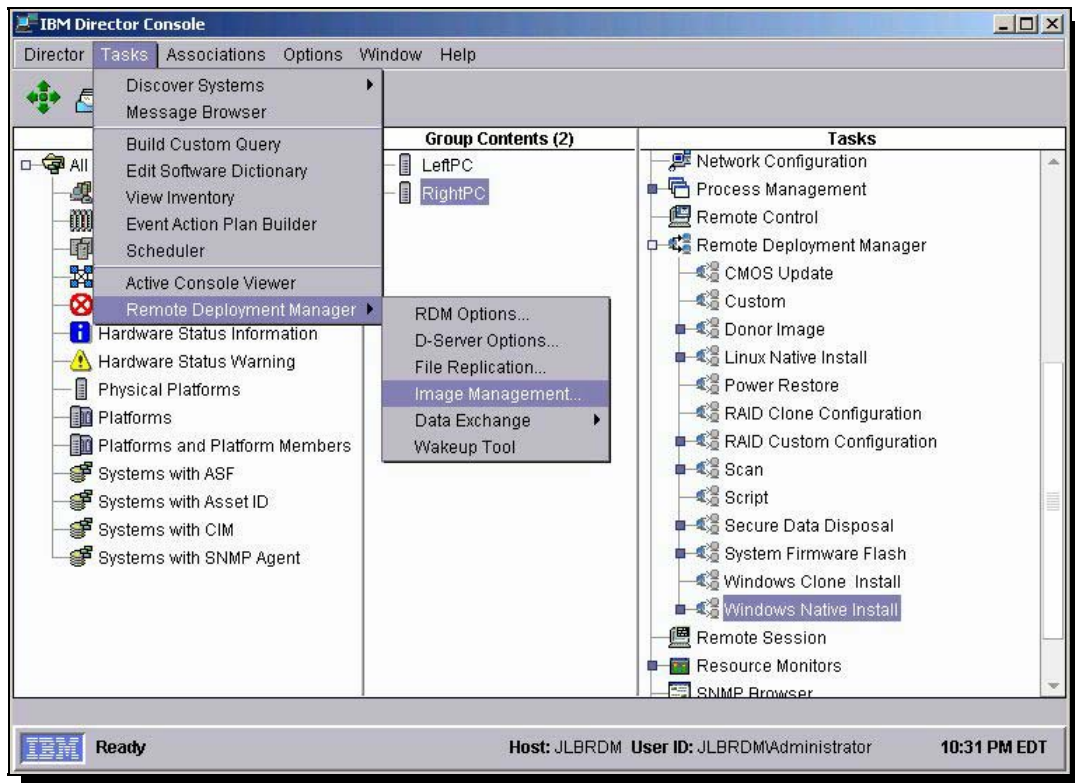 IBM Director Console
Director Tasks Associations Options Window Help
Discover Systems
Message Browser
Build Custom Query
Edit Software Dictionary
View Inventory
Event Action Plan Builder
Scheduler
Active Console Viewer
Remote Deployment Manager
RDM Options...
D-Server Options...
File Replication...
Image Management...
Data Exchange
Wakeup Tool
All
Hardware Status Information
Hardware Status Warning
Physical Platforms
Platforms
Platforms and Platform Members
Systems with ASF
Systems with Asset ID
Systems with CIM
Systems with SNMP Agent
Group Contents (2)
LeftPC
RightPC
Tasks
Network Configuration
Process Management
Remote Control
Remote Deployment Manager
CMOS Update
Custom
Donor Image
Linux Native Install
Power Restore
RAID Clone Configuration
RAID Custom Configuration
Scan
Script
Secure Data Disposal
System Firmware Flash
Windows Clone Install
Windows Native Install
Remote Session
Resource Monitors
SNMP Browser
IBM Ready Host: JLBRDM User ID: JLBRDM\Administrator 10:31 PM EDT